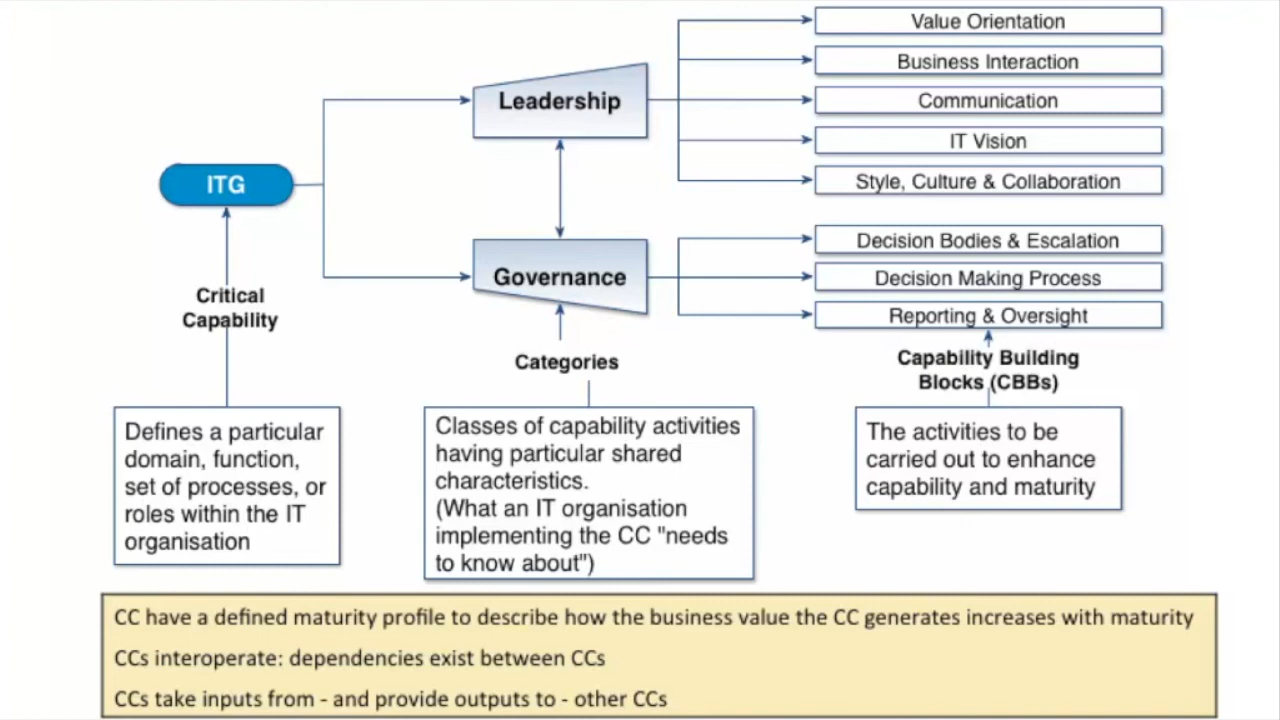 Value Orientation
Business Interaction
Leadership
Communication
IT Vision
ITG
Style, Culture & Collaboration
Decision Bodies & Escalation
Governance
Decision Making Process
Critical
Capability
Reporting & Oversight
Categories
Capability Building
Blocks (CBBs)
Defines a particular
domain, function,
set of processes, or
roles within the IT
organisation
Classes of capability activities
having particular shared
characteristics.
(What an IT organisation
implementing the CC "needs
to know about")
The activities to be
carried out to enhance
capability and maturity
CC have a defined maturity profile to describe how the business value the CC generates increases with maturity
CCs interoperate: dependencies exist between CCs
CCs take inputs from - and provide outputs to - other CCs